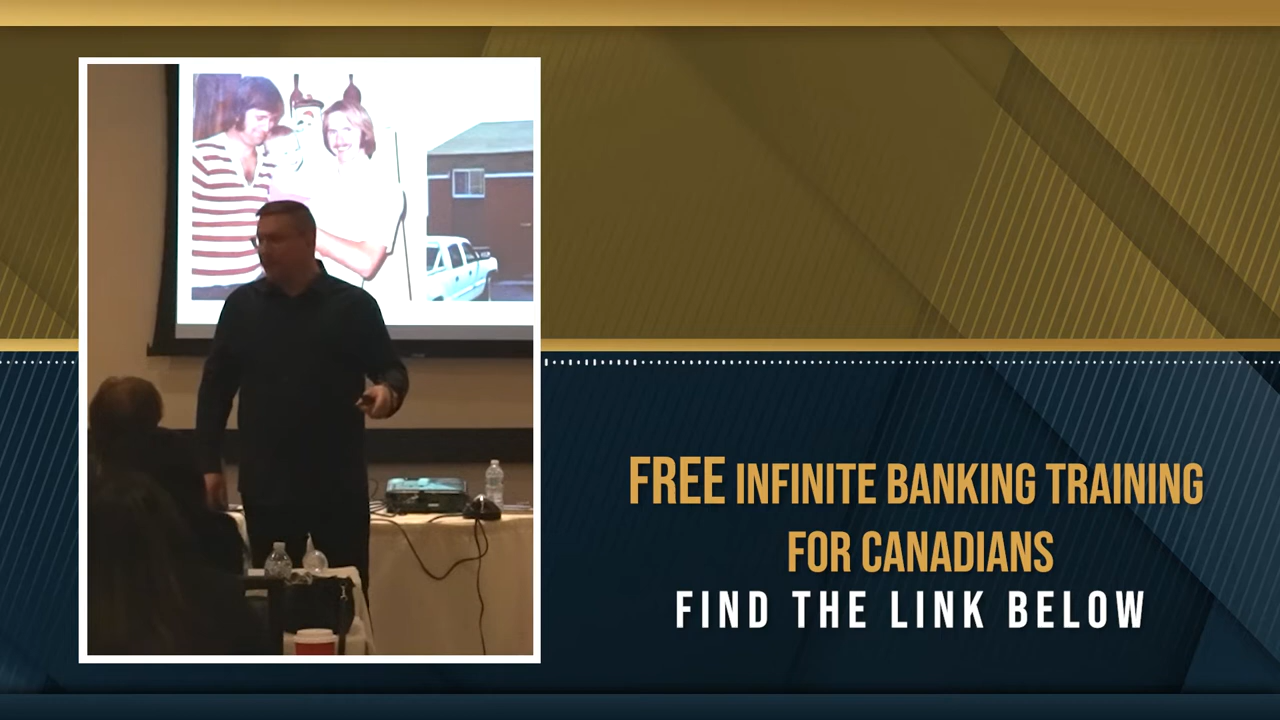 FREE INFINITE BANKING TRAINING
FOR CANADIANS
FIND THE LINK BELOW